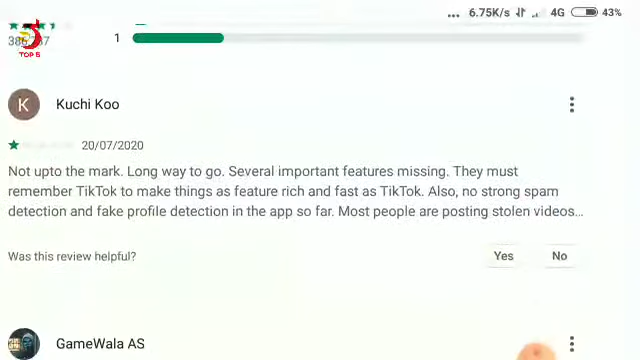 ... 6.75K/s 4G 43%
TOP 5
1
K Kuchi Koo
20/07/2020
Not upto the mark. Long way to go. Several important features missing. They must
remember TikTok to make things as feature rich and fast as TikTok. Also, no strong spam
detection and fake profile detection in the app so far. Most people are posting stolen videos...
Was this review helpful? Yes No
GameWala AS